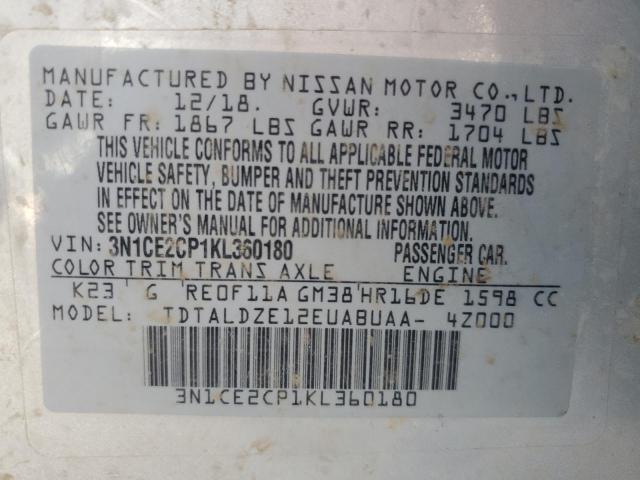 MANUFACTURED BY NISSAN MOTOR CO.,LTD.
DATE: 12/18. GVWR: 3470 LBS
GAWR FR: 1867 LBS GAWR RR: 1704 LBS
THIS VEHICLE CONFORMS TO ALL APPLICABLE FEDERAL MOTOR
VEHICLE SAFETY, BUMPER AND THEFT PREVENTION STANDARDS
IN EFFECT ON THE DATE OF MANUFACTURE SHOWN ABOVE.
SEE OWNER'S MANUAL FOR ADDITIONAL INFORMATION.
VIN: 3N1CE2CP1KL360180 PASSENGER CAR.
COLOR TRIM TRANS AXLE ENGINE
K23 G RE0F11A GM38 HR16DE 1598 CC
MODEL: TDTALDZE12EUABUAA- 4Z000
3N1CE2CP1KL360180